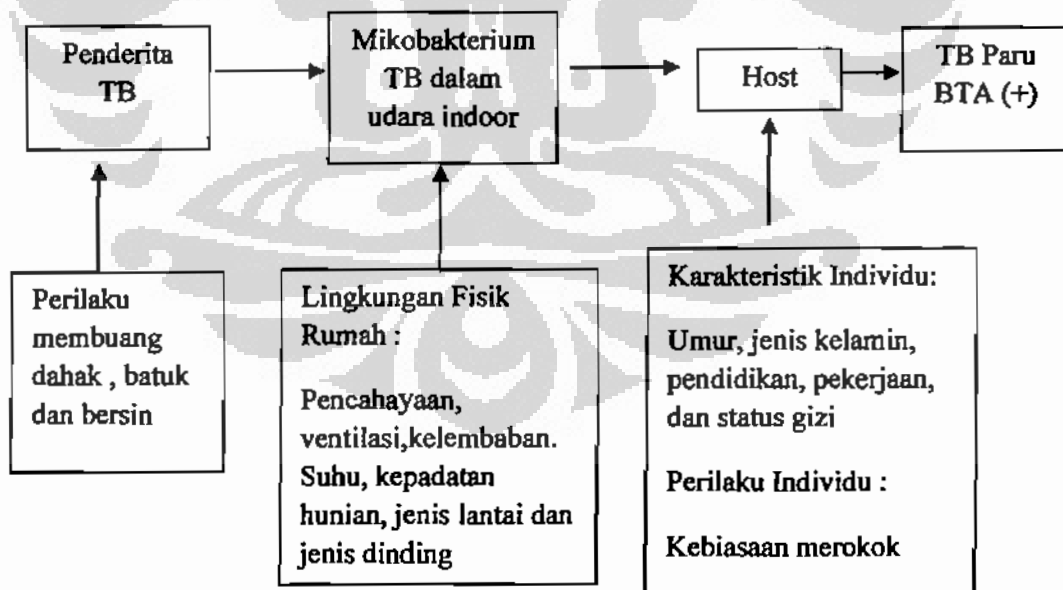 Penderita
TB
Mikobakterium
TB dalam
udara indoor
Host
TB Paru
BTA (+)
Perilaku
membuang
dahak , batuk
dan bersin
Lingkungan Fisik
Rumah :
Pencahayaan,
ventilasi,kelembaban.
Suhu, kepadatan
hunian, jenis lantai dan
jenis dinding
Karakteristik Individu:
Umur, jenis kelamin,
pendidikan, pekerjaan,
dan status gizi
Perilaku Individu :
Kebiasaan merokok